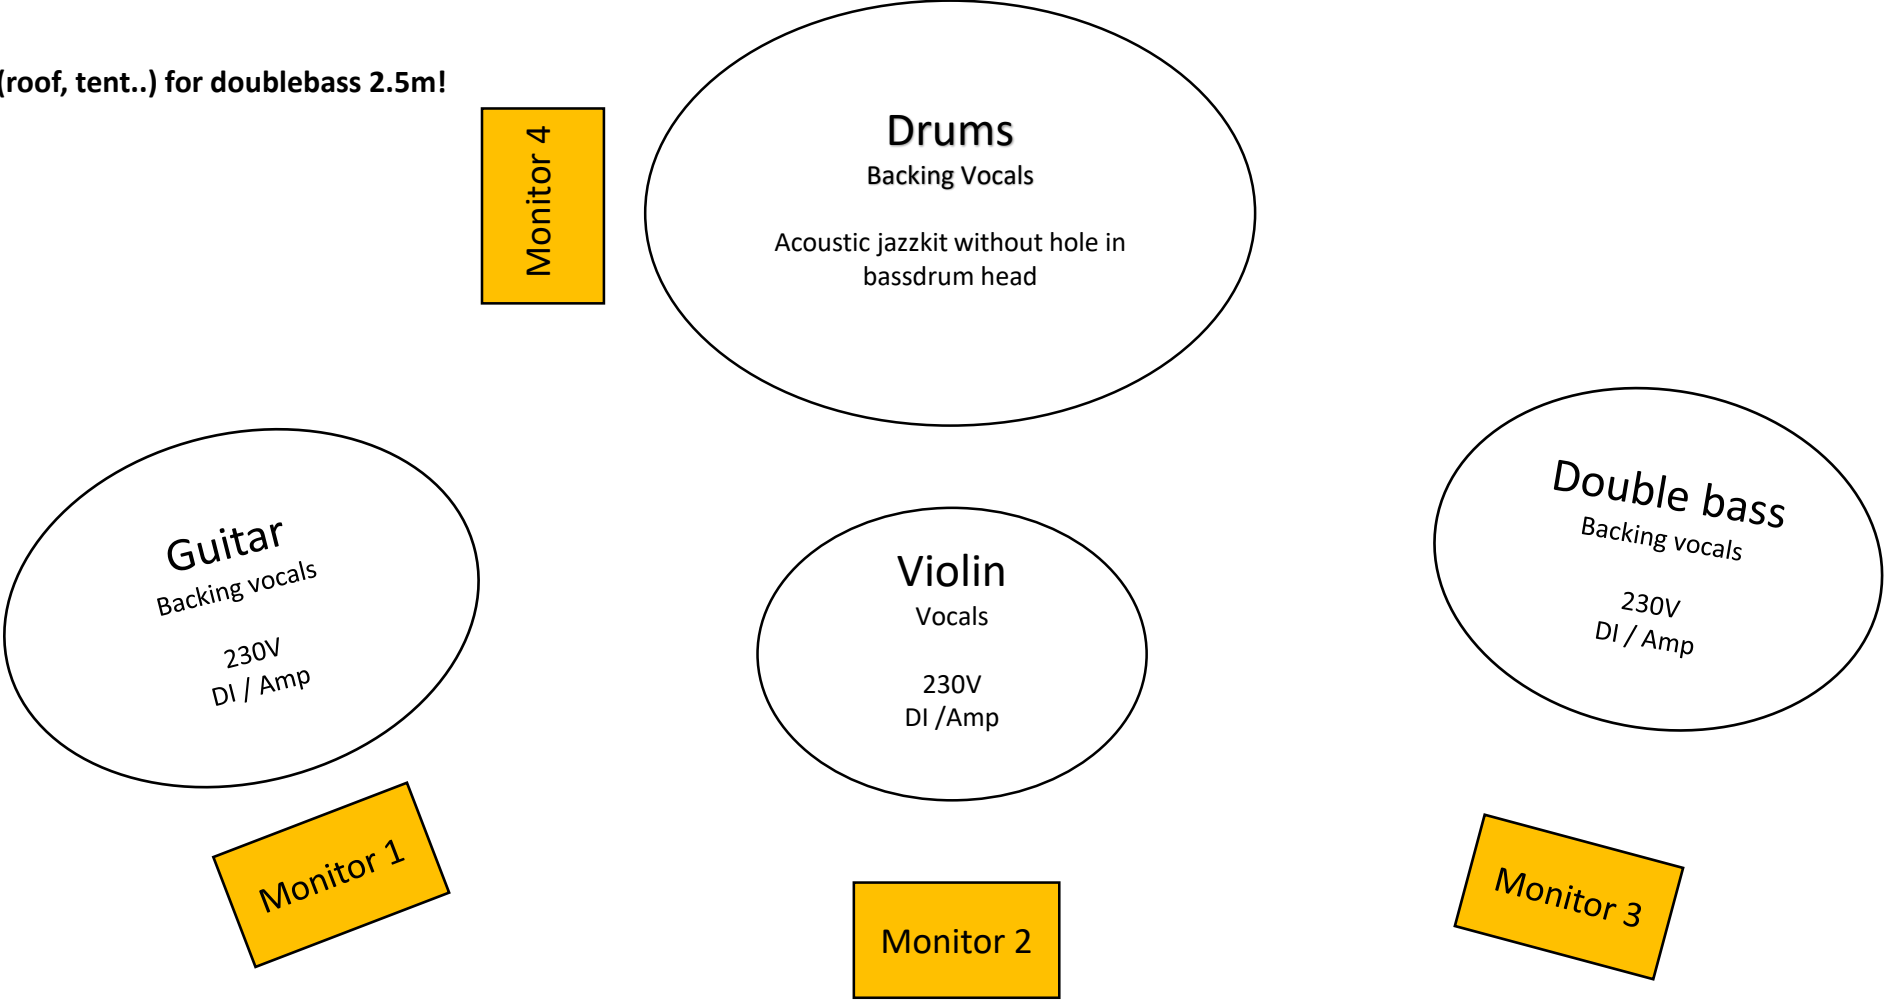 (roof, tent..) for doublebass 2.5m!
Monitor 4
Drums
Backing Vocals
Acoustic jazzkit without hole in
bassdrum head
Guitar
Backing vocals
230V
DI / Amp
Violin
Vocals
230V
DI /Amp
Double bass
Backing vocals
230V
DI / Amp
Monitor 1
Monitor 2
Monitor 3